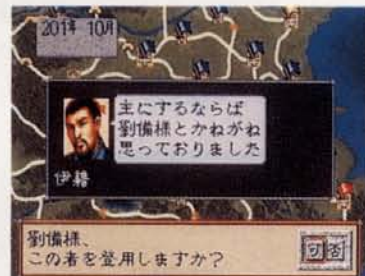 201年 10月
主にするならば
劉備様とかねがね
思っておりました
伊籍
劉備様、
この者を登用しますか？
可 否